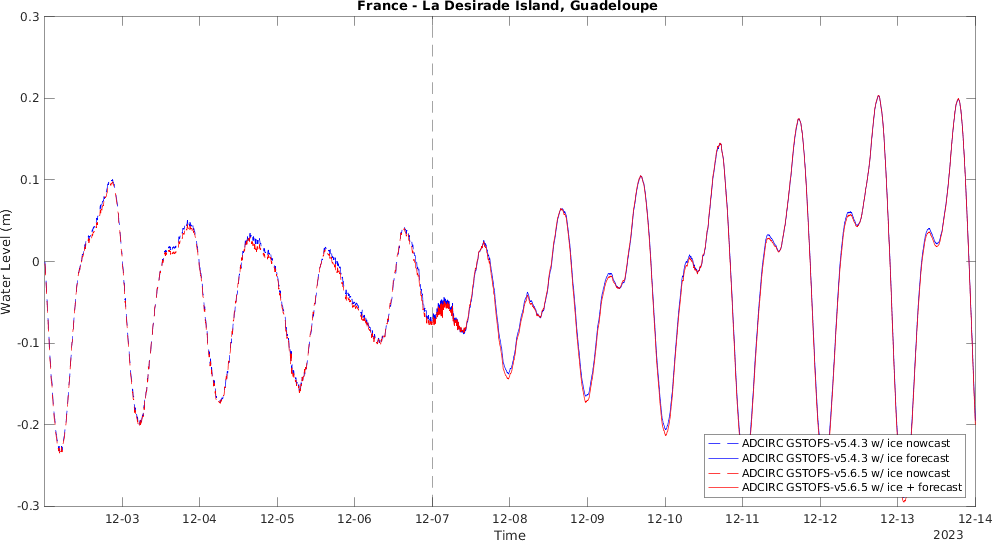 France - La Desirade Island, Guadeloupe
Water Level (m)
0.3
0.2
0.1
0
-0.1
-0.2
-0.3
ADCIRC GSTOFS-v5.4.3 w/ ice nowcast
ADCIRC GSTOFS-v5.4.3 w/ ice forecast
ADCIRC GSTOFS-v5.6.5 w/ ice nowcast
ADCIRC GSTOFS-v5.6.5 w/ ice + forecast
12-03 12-04 12-05 12-06 12-07 12-08 12-09 12-10 12-11 12-12 12-13 12-14
Time
2023